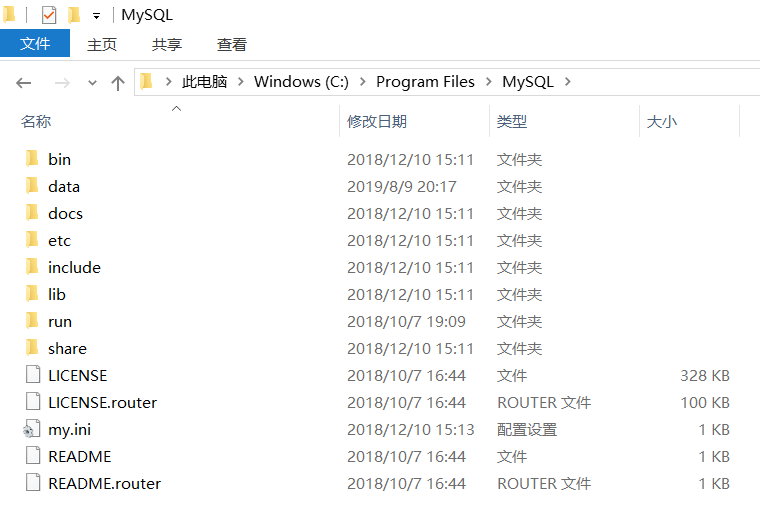 MySQL
文件 主页 共享 查看
此电脑 Windows (C:) Program Files MySQL
名称 修改日期 类型 大小
bin 2018/12/10 15:11 文件夹
data 2019/8/9 20:17 文件夹
docs 2018/12/10 15:11 文件夹
etc 2018/12/10 15:11 文件夹
include 2018/12/10 15:11 文件夹
lib 2018/12/10 15:11 文件夹
run 2018/10/7 19:09 文件夹
share 2018/12/10 15:11 文件夹
LICENSE 2018/10/7 16:44 文件 328 KB
LICENSE.router 2018/10/7 16:44 ROUTER 文件 100 KB
my.ini 2018/12/10 15:13 配置设置 1 KB
README 2018/10/7 16:44 文件 1 KB
README.router 2018/10/7 16:44 ROUTER 文件 1 KB